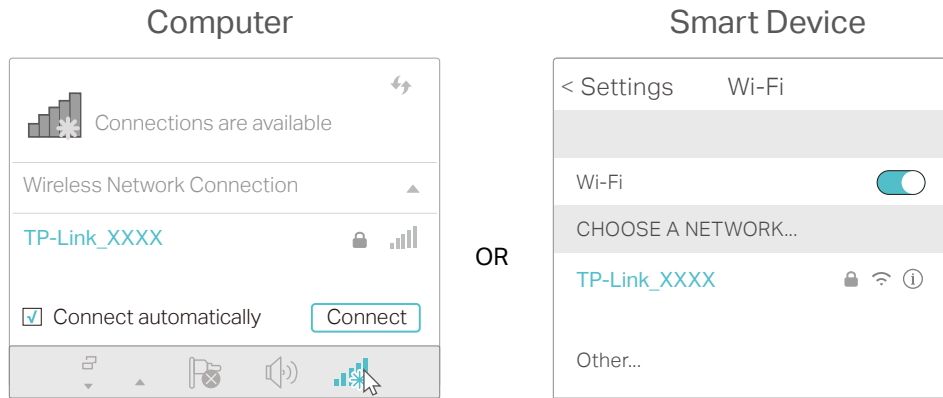 Computer
Connections are available
Wireless Network Connection
TP-Link_XXXX
Connect automatically
Connect
OR
Smart Device
< Settings Wi-Fi
Wi-Fi
CHOOSE A NETWORK...
TP-Link_XXXX
Other...